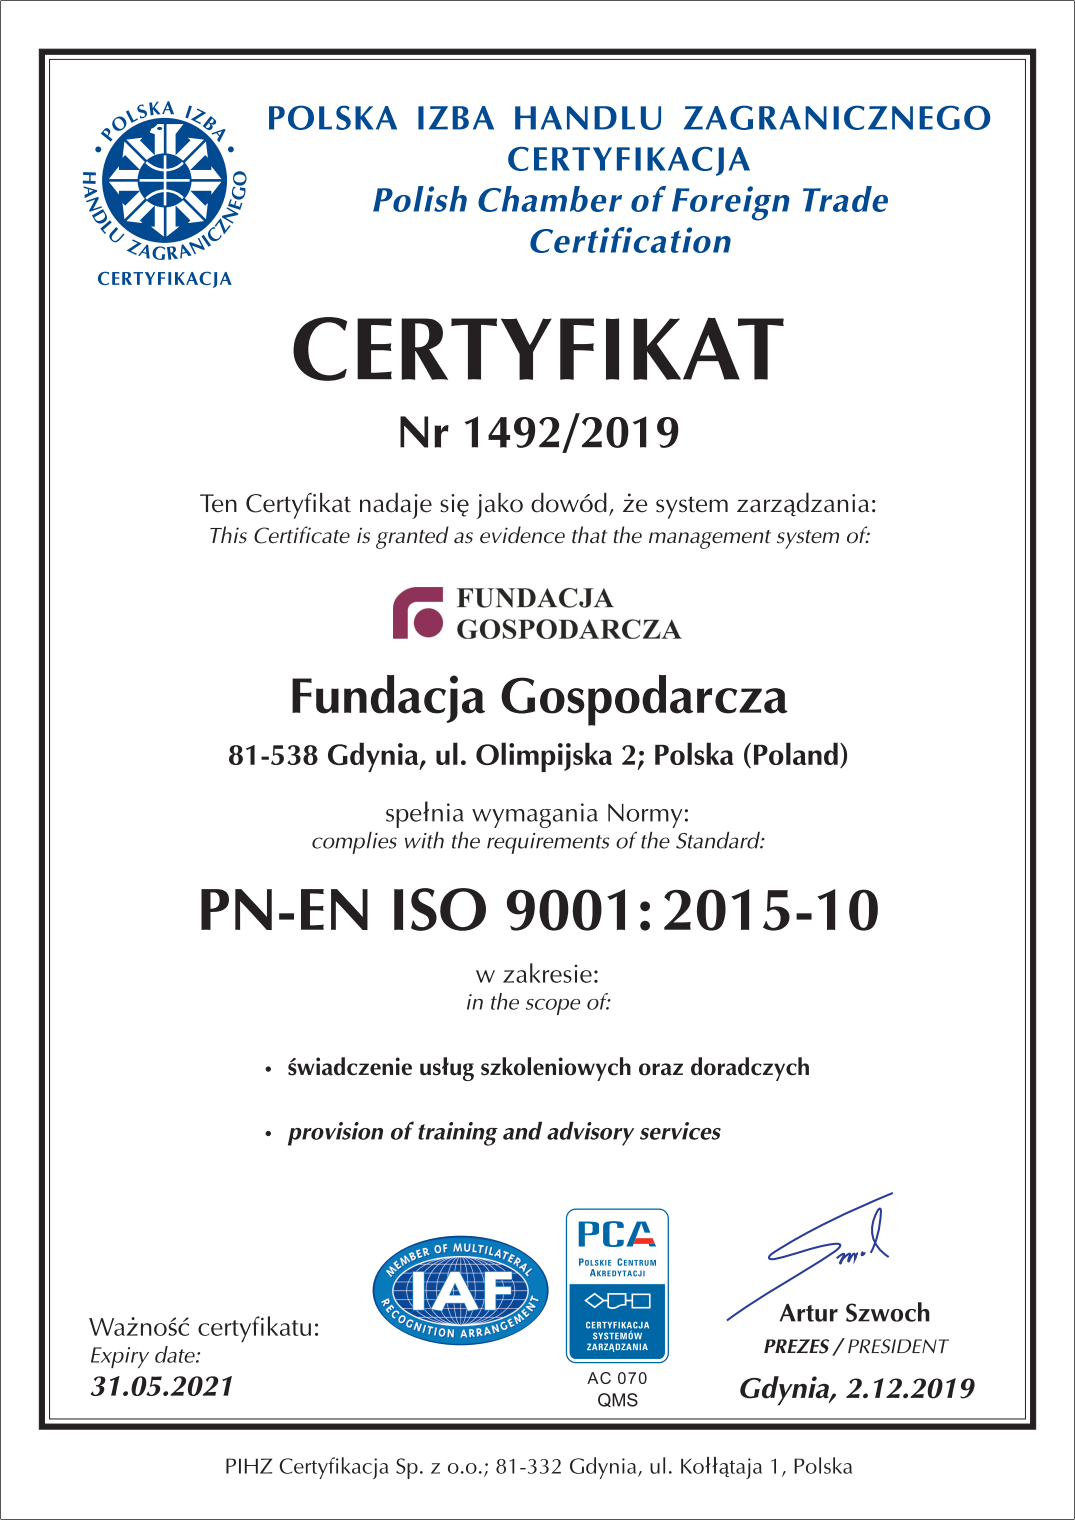 POLSKA IZBA HANDLU ZAGRANICZNEGO
CERTYFIKACJA
POLSKA IZBA HANDLU ZAGRANICZNEGO
CERTYFIKACJA
Polish Chamber of Foreign Trade
Certification
CERTYFIKAT
Nr 1492/2019
Ten Certyfikat nadaje się jako dowód, że system zarządzania:
This Certificate is granted as evidence that the management system of:
FUNDACJA
GOSPODARCZA
Fundacja Gospodarcza
81-538 Gdynia, ul. Olimpijska 2; Polska (Poland)
spełnia wymagania Normy:
complies with the requirements of the Standard:
PN-EN ISO 9001: 2015-10
w zakresie:
in the scope of:
• świadczenie usług szkoleniowych oraz doradczych
• provision of training and advisory services
Ważność certyfikatu:
Expiry date:
31.05.2021
MEMBER OF MULTILATERAL
IAF
RECOGNITION ARRANGEMENT
PCA
POLSKIE CENTRUM
AKREDYTACJI
CERTYFIKACJA
SYSTEMÓW
ZARZĄDZANIA
AC 070
QMS
Artur Szwoch
PREZES / PRESIDENT
Gdynia, 2.12.2019
PIHZ Certyfikacja Sp. z o.o.; 81-332 Gdynia, ul. Kołłątaja 1, Polska